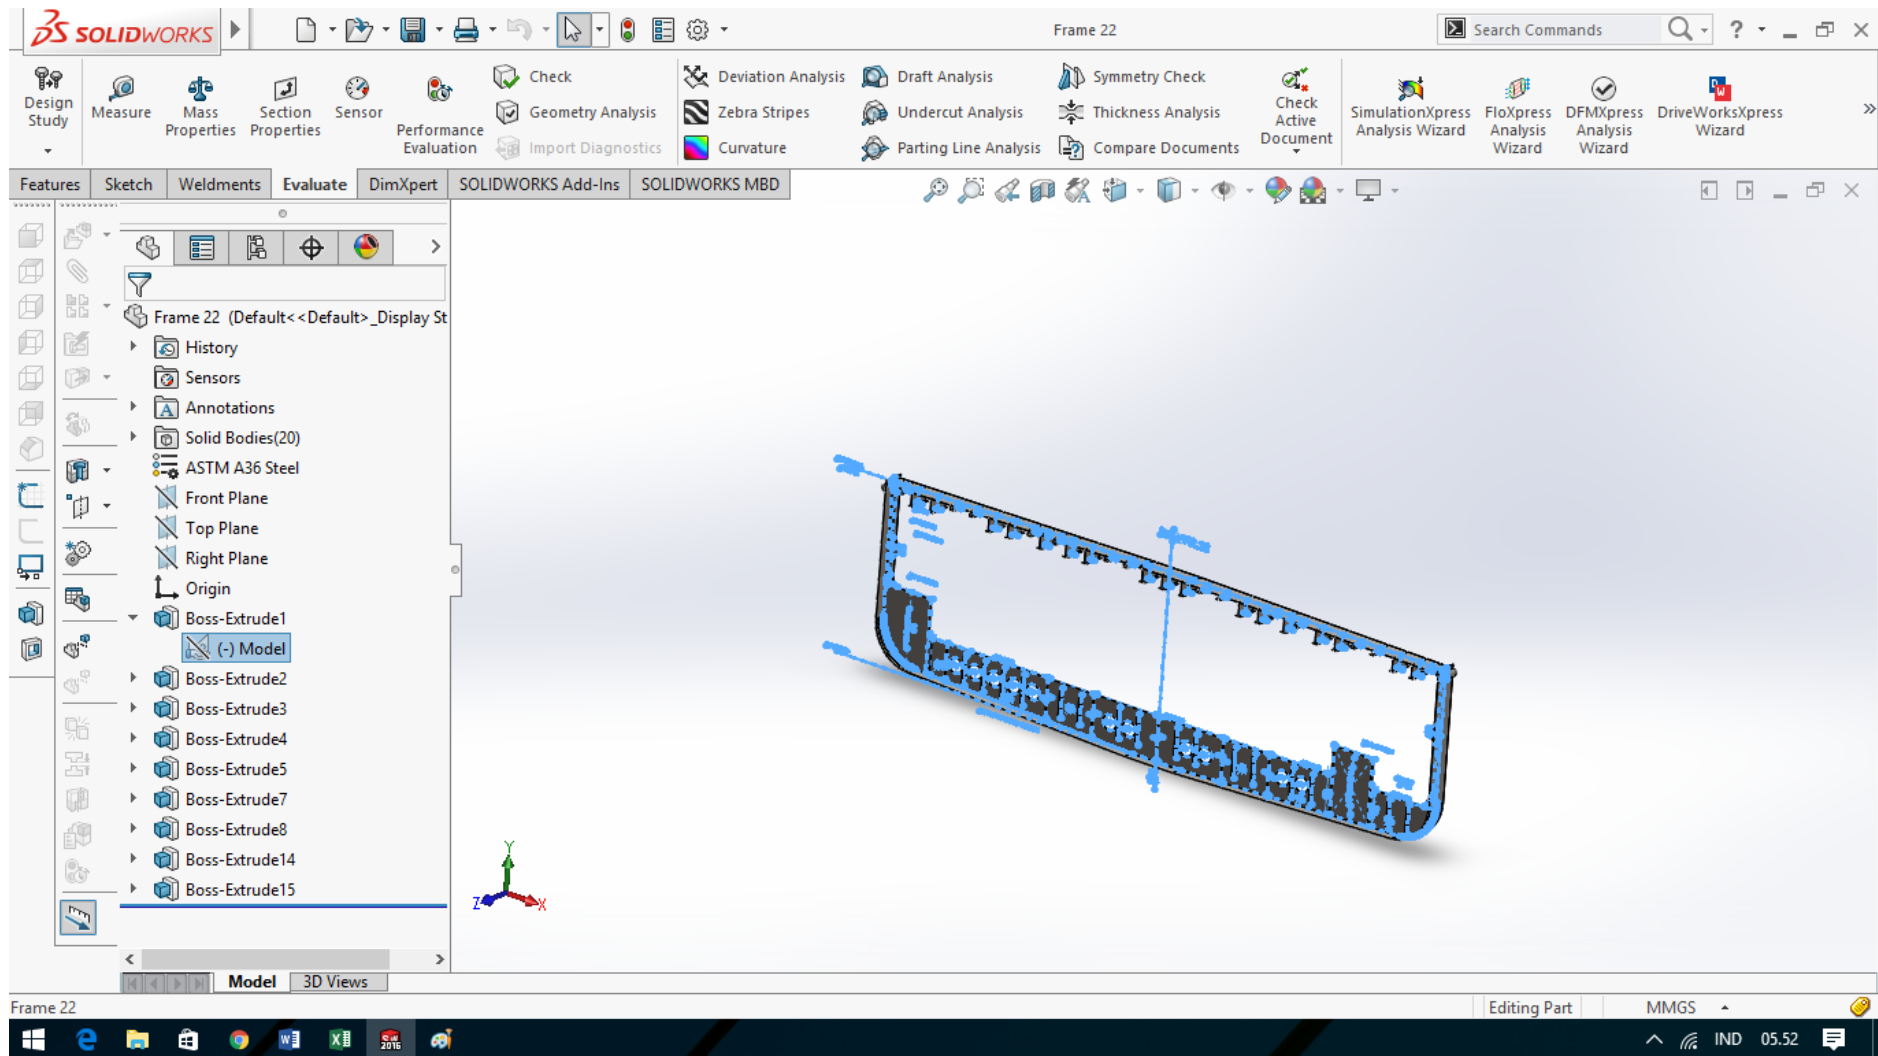 SOLIDWORKS
Frame 22
Search Commands
?
Design Study
Measure
Mass Properties
Section Properties
Sensor
Performance Evaluation
Check
Geometry Analysis
Import Diagnostics
Deviation Analysis
Zebra Stripes
Curvature
Draft Analysis
Undercut Analysis
Parting Line Analysis
Symmetry Check
Thickness Analysis
Compare Documents
Check Active Document
SimulationXpress Analysis Wizard
FloXpress Analysis Wizard
DFMXpress Analysis Wizard
DriveWorksXpress Wizard
Features
Sketch
Weldments
Evaluate
DimXpert
SOLIDWORKS Add-Ins
SOLIDWORKS MBD
Frame 22 (Default<<Default>_Display St
History
Sensors
Annotations
Solid Bodies(20)
ASTM A36 Steel
Front Plane
Top Plane
Right Plane
Origin
Boss-Extrude1
(-) Model
Boss-Extrude2
Boss-Extrude3
Boss-Extrude4
Boss-Extrude5
Boss-Extrude7
Boss-Extrude8
Boss-Extrude14
Boss-Extrude15
Y
Z
X
Model
3D Views
Frame 22
Editing Part
MMGS
SW 2016
IND
05.52